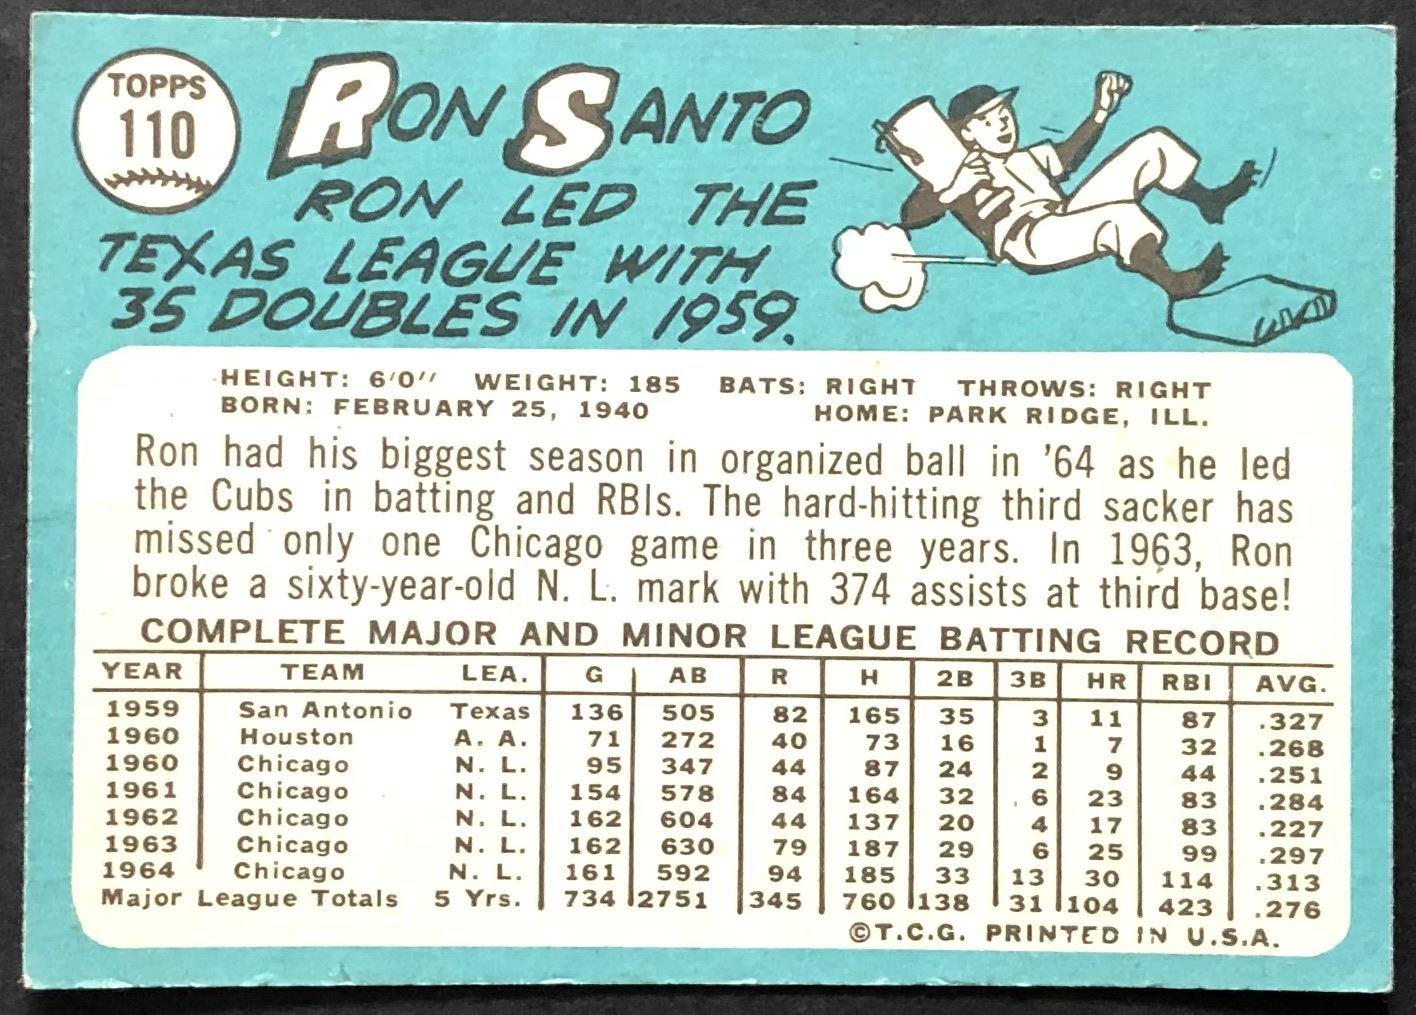 TOPPS
110
RON SANTO
RON LED THE
TEXAS LEAGUE WITH
35 DOUBLES IN 1959.
HEIGHT: 6'0" WEIGHT: 185 BATS: RIGHT THROWS: RIGHT
BORN: FEBRUARY 25, 1940 HOME: PARK RIDGE, ILL.
Ron had his biggest season in organized ball in '64 as he led
the Cubs in batting and RBIs. The hard-hitting third sacker has
missed only one Chicago game in three years. In 1963, Ron
broke a sixty-year-old N. L. mark with 374 assists at third base!
COMPLETE MAJOR AND MINOR LEAGUE BATTING RECORD
YEAR TEAM LEA. G AB R H 2B 3B HR RBI AVG.
1959 San Antonio Texas 136 505 82 165 35 3 11 87 .327
1960 Houston A. A. 71 272 40 73 16 1 7 32 .268
1960 Chicago N. L. 95 347 44 87 24 2 9 44 .251
1961 Chicago N. L. 154 578 84 164 32 6 23 83 .284
1962 Chicago N. L. 162 604 44 137 20 4 17 83 .227
1963 Chicago N. L. 162 630 79 187 29 6 25 99 .297
1964 Chicago N. L. 161 592 94 185 33 13 30 114 .313
Major League Totals 5 Yrs. 734 2751 345 760 138 31 104 423 .276
©T.C.G. PRINTED IN U.S.A.